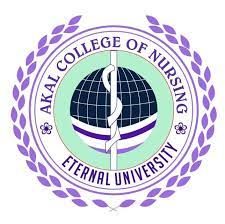 AKAL COLLEGE OF NURSING
ETERNAL UNIVERSITY